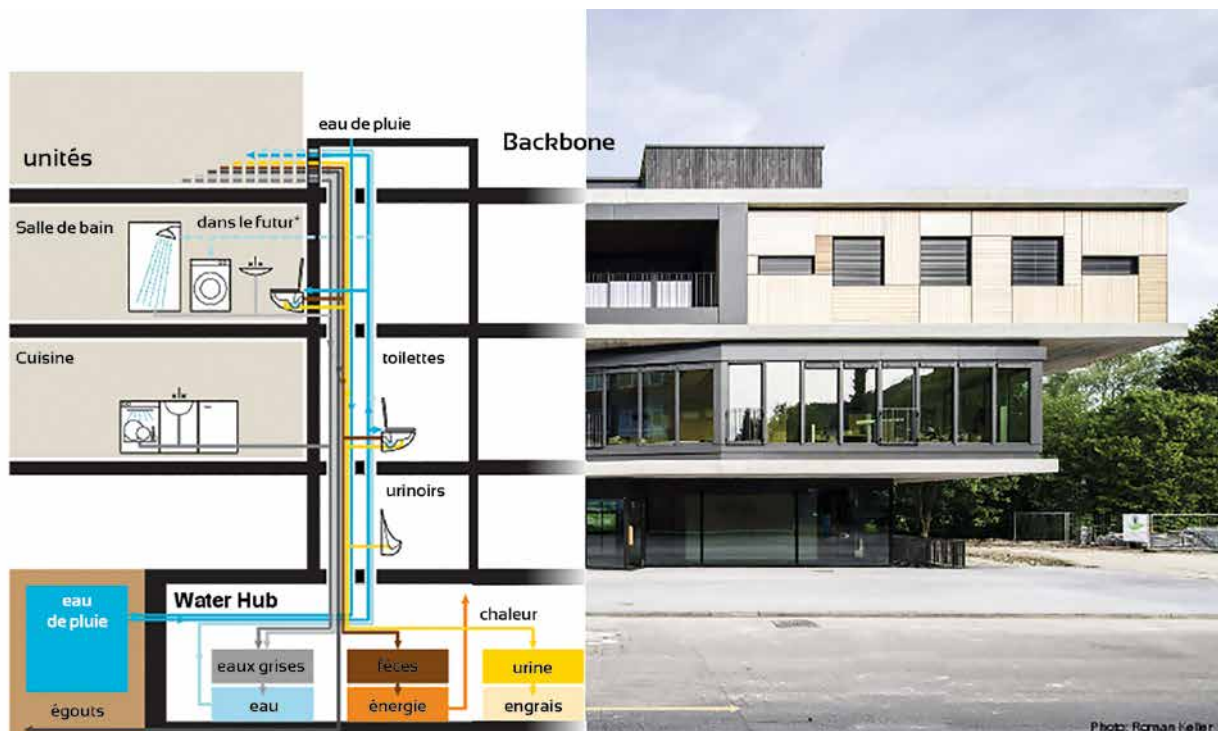 eau de pluie
Backbone
unités
Salle de bain
dans le futur*
Cuisine
toilettes
urinoirs
eau
de pluie
Water Hub
chaleur
eaux grises
fèces
urine
égouts
eau
énergie
engrais
Photo: Roman Keller